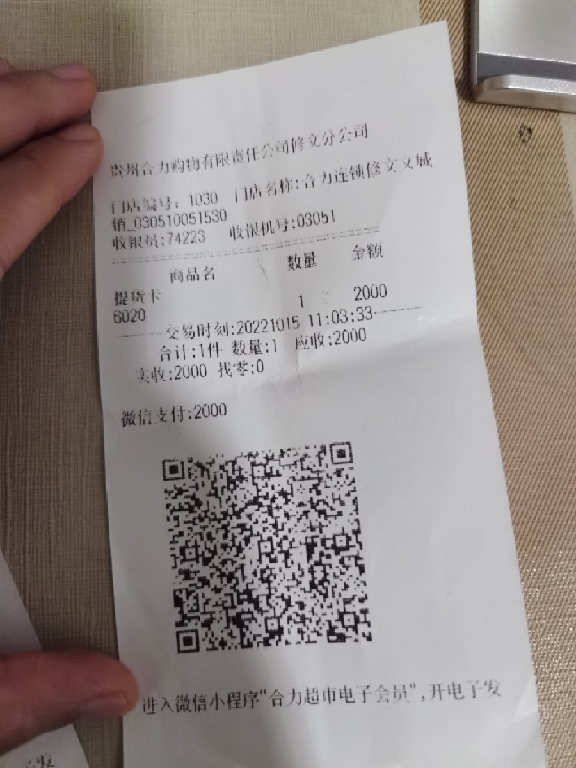 贵州合力购物有限责任公司修文分公司
门店编号: 1030 门店名称:合力连锁修文文城
销_030510051530
收银员:74223 收银机号:03051
商品名 数量 金额
提货卡
6020 1 2000
交易时刻:20221015 11:03:33
合计:1件 数量:1 应收:2000
实收:2000 找零:0
微信支付:2000
进入微信小程序"合力超市电子会员",开电子发